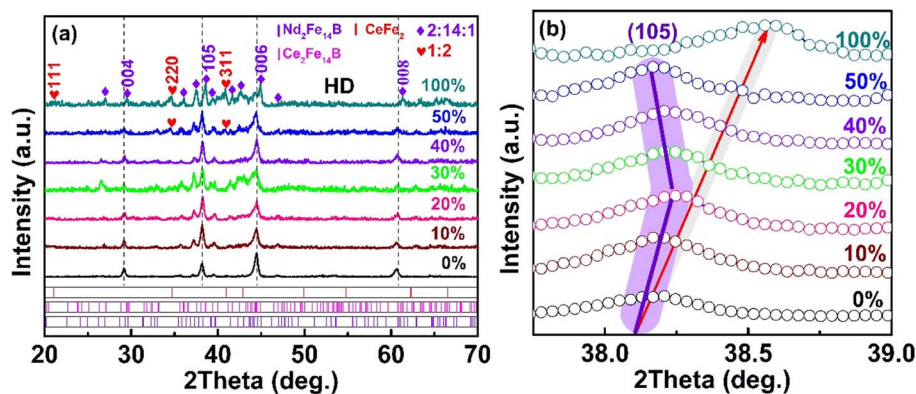 (a)
Nd₂Fe₁₄B
CeFe₂
2:14:1
Ce₂Fe₁₄B
1:2
111
004
220
105
311
006
008
HD
100%
50%
40%
30%
20%
10%
0%
Intensity (a.u.)
20 30 40 50 60 70
2Theta (deg.)
(b)
(105)
100%
50%
40%
30%
20%
10%
0%
Intensity (a.u.)
38.0 38.5 39.0
2Theta (deg.)